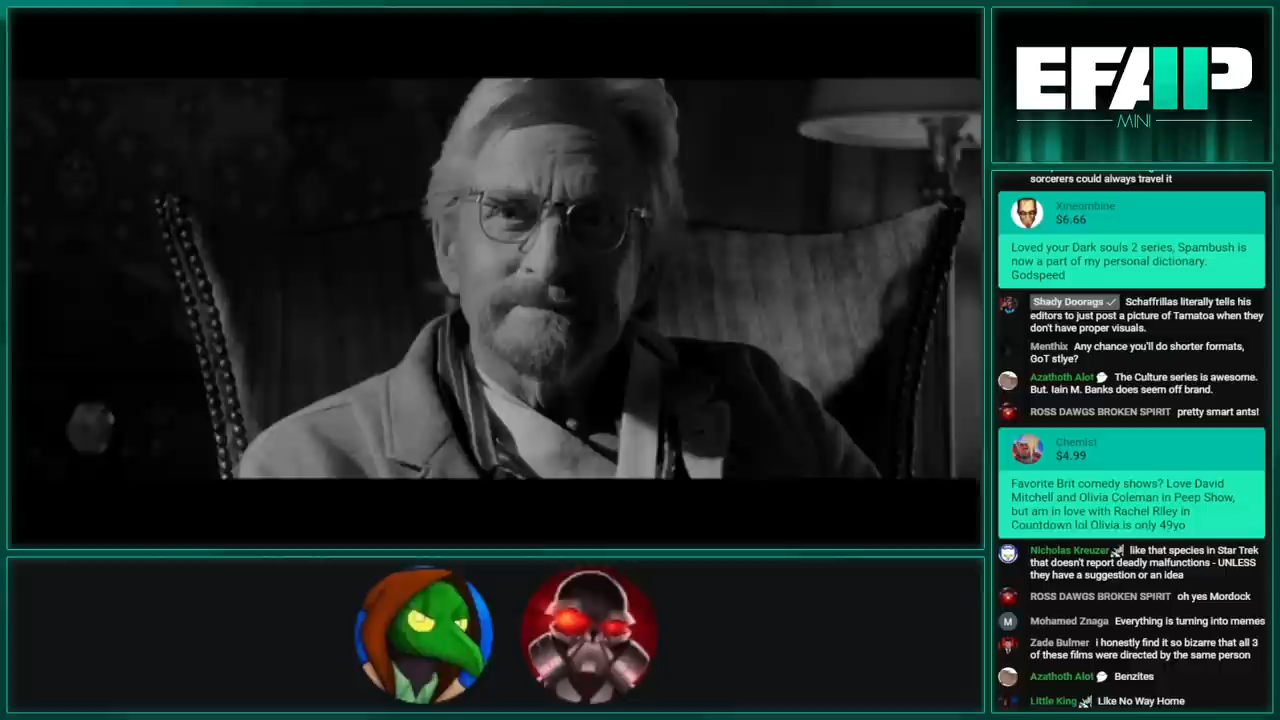 EFAP
MINI
sorcerers could always travel it
Xineombine
$6.66
Loved your Dark souls 2 series, Spambush is
now a part of my personal dictionary.
Godspeed
Shady Doorags ✓ Schaffrillas literally tells his
editors to just post a picture of Tamatoa when they
don't have proper visuals.
Menthix Any chance you'll do shorter formats,
GoT stlye?
Azathoth Alot The Culture series is awesome.
But. Iain M. Banks does seem off brand.
ROSS DAWGS BROKEN SPIRIT pretty smart ants!
Chemist
$4.99
Favorite Brit comedy shows? Love David
Mitchell and Olivia Coleman in Peep Show,
but am in love with Rachel Riley in
Countdown lol Olivia is only 49yo
Nicholas Kreuzer like that species in Star Trek
that doesn't report deadly malfunctions - UNLESS
they have a suggestion or an idea
ROSS DAWGS BROKEN SPIRIT oh yes Mordock
M Mohamed Znaga Everything is turning into memes
Zade Bulmer i honestly find it so bizarre that all 3
of these films were directed by the same person
Azathoth Alot Benzites
Little King Like No Way Home